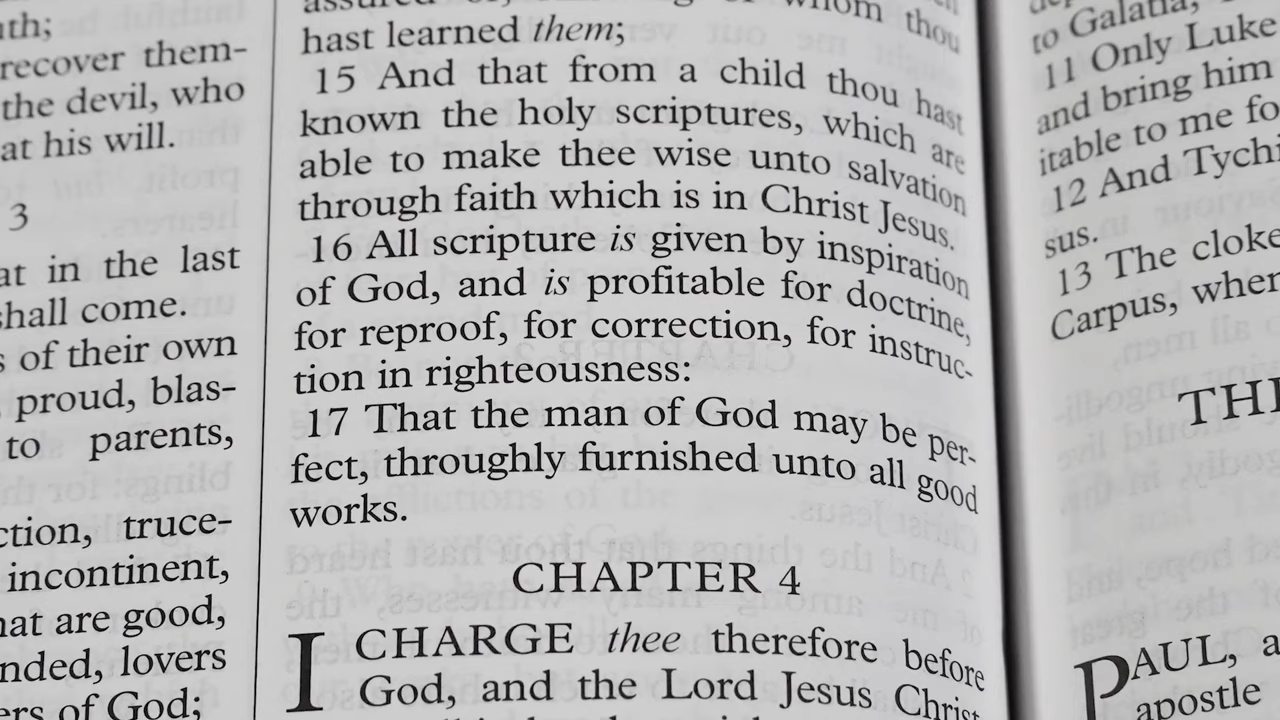 recover them-
the devil, who
at his will.
3
in the last
shall come.
of their own
proud, blas-
to parents,
truce-
incontinent,
are good,
lovers
of God;
hast learned them;
15 And that from a child thou hast
known the holy scriptures, which are
able to make thee wise unto salvation
through faith which is in Christ Jesus.
16 All scripture is given by inspiration
of God, and is profitable for doctrine,
for reproof, for correction, for instruc-
tion in righteousness:
17 That the man of God may be per-
fect, throughly furnished unto all good
works.
CHAPTER 4
I CHARGE thee therefore before
God, and the Lord Jesus Christ
to Galatia,
11 Only Luke
and bring him
itable to me fo
12 And Tychi
sus.
13 The cloke
Carpus, when
THE
PAUL, a
apostle